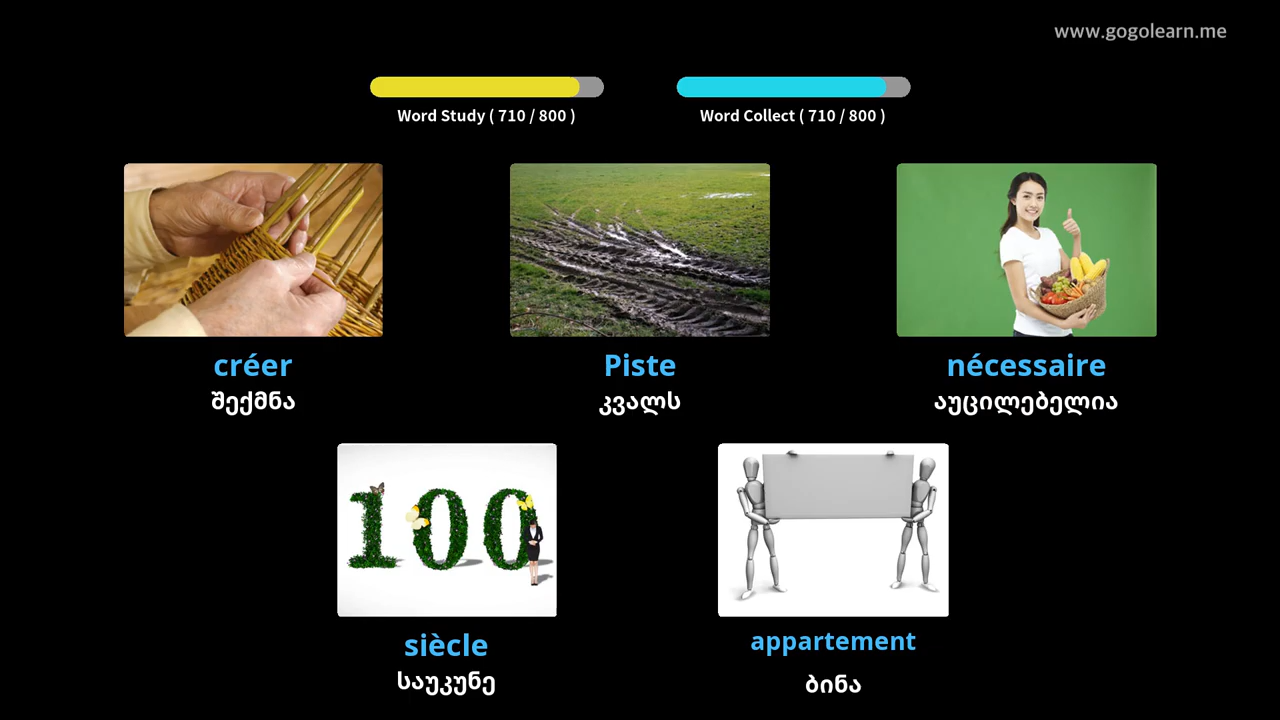 www.gogolearn.me
Word Study ( 710 / 800 )
Word Collect ( 710 / 800 )
créer
შექმნა
Piste
კვალს
nécessaire
აუცილებელია
siècle
საუკუნე
appartement
ბინა